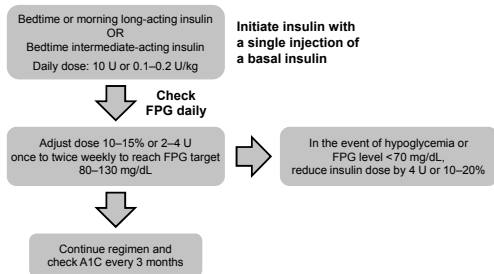 Bedtime or morning long-acting insulin
OR
Bedtime intermediate-acting insulin
Daily dose: 10 U or 0.1–0.2 U/kg
Initiate insulin with
a single injection of
a basal insulin
Check
FPG daily
Adjust dose 10–15% or 2–4 U
once to twice weekly to reach FPG target
80–130 mg/dL
In the event of hypoglycemia or
FPG level <70 mg/dL,
reduce insulin dose by 4 U or 10–20%
Continue regimen and
check A1C every 3 months